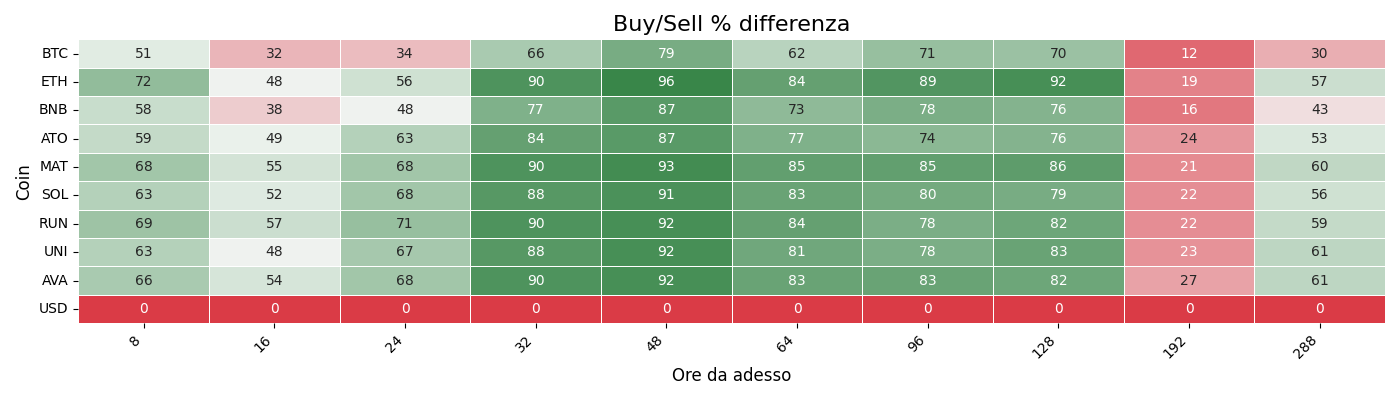 Buy/Sell % differenza
Coin
BTC 51 32 34 66 79 62 71 70 12 30
ETH 72 48 56 90 96 84 89 92 19 57
BNB 58 38 48 77 87 73 78 76 16 43
ATO 59 49 63 84 87 77 74 76 24 53
MAT 68 55 68 90 93 85 85 86 21 60
SOL 63 52 68 88 91 83 80 79 22 56
RUN 69 57 71 90 92 84 78 82 22 59
UNI 63 48 67 88 92 81 78 83 23 61
AVA 66 54 68 90 92 83 83 82 27 61
USD 0 0 0 0 0 0 0 0 0 0
8 16 24 32 48 64 96 128 192 288
Ore da adesso